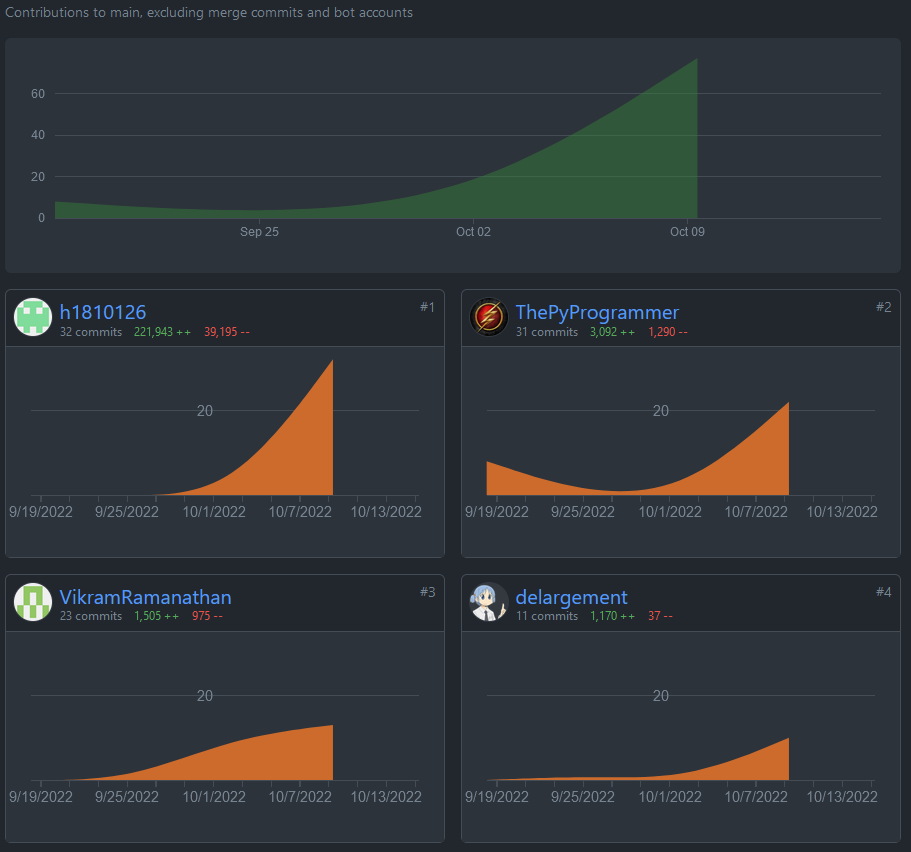 Contributions to main, excluding merge commits and bot accounts
60
40
20
0
Sep 25 Oct 02 Oct 09
h1810126 #1
32 commits 221,943 ++ 39,195 --
20
9/19/2022 9/25/2022 10/1/2022 10/7/2022 10/13/2022
ThePyProgrammer #2
31 commits 3,092 ++ 1,290 --
20
9/19/2022 9/25/2022 10/1/2022 10/7/2022 10/13/2022
VikramRamanathan #3
23 commits 1,505 ++ 975 --
20
9/19/2022 9/25/2022 10/1/2022 10/7/2022 10/13/2022
delargement #4
11 commits 1,170 ++ 37 --
20
9/19/2022 9/25/2022 10/1/2022 10/7/2022 10/13/2022